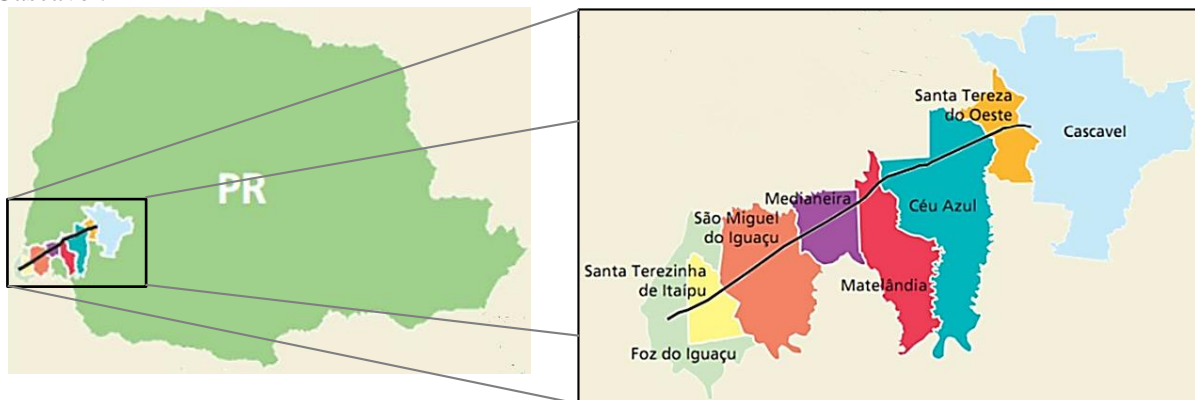 PR
Santa Tereza
do Oeste
Cascavel
Medianeira
São Miguel
do Iguaçu
Céu Azul
Santa Terezinha
de Itaipu
Matelândia
Foz do Iguaçu